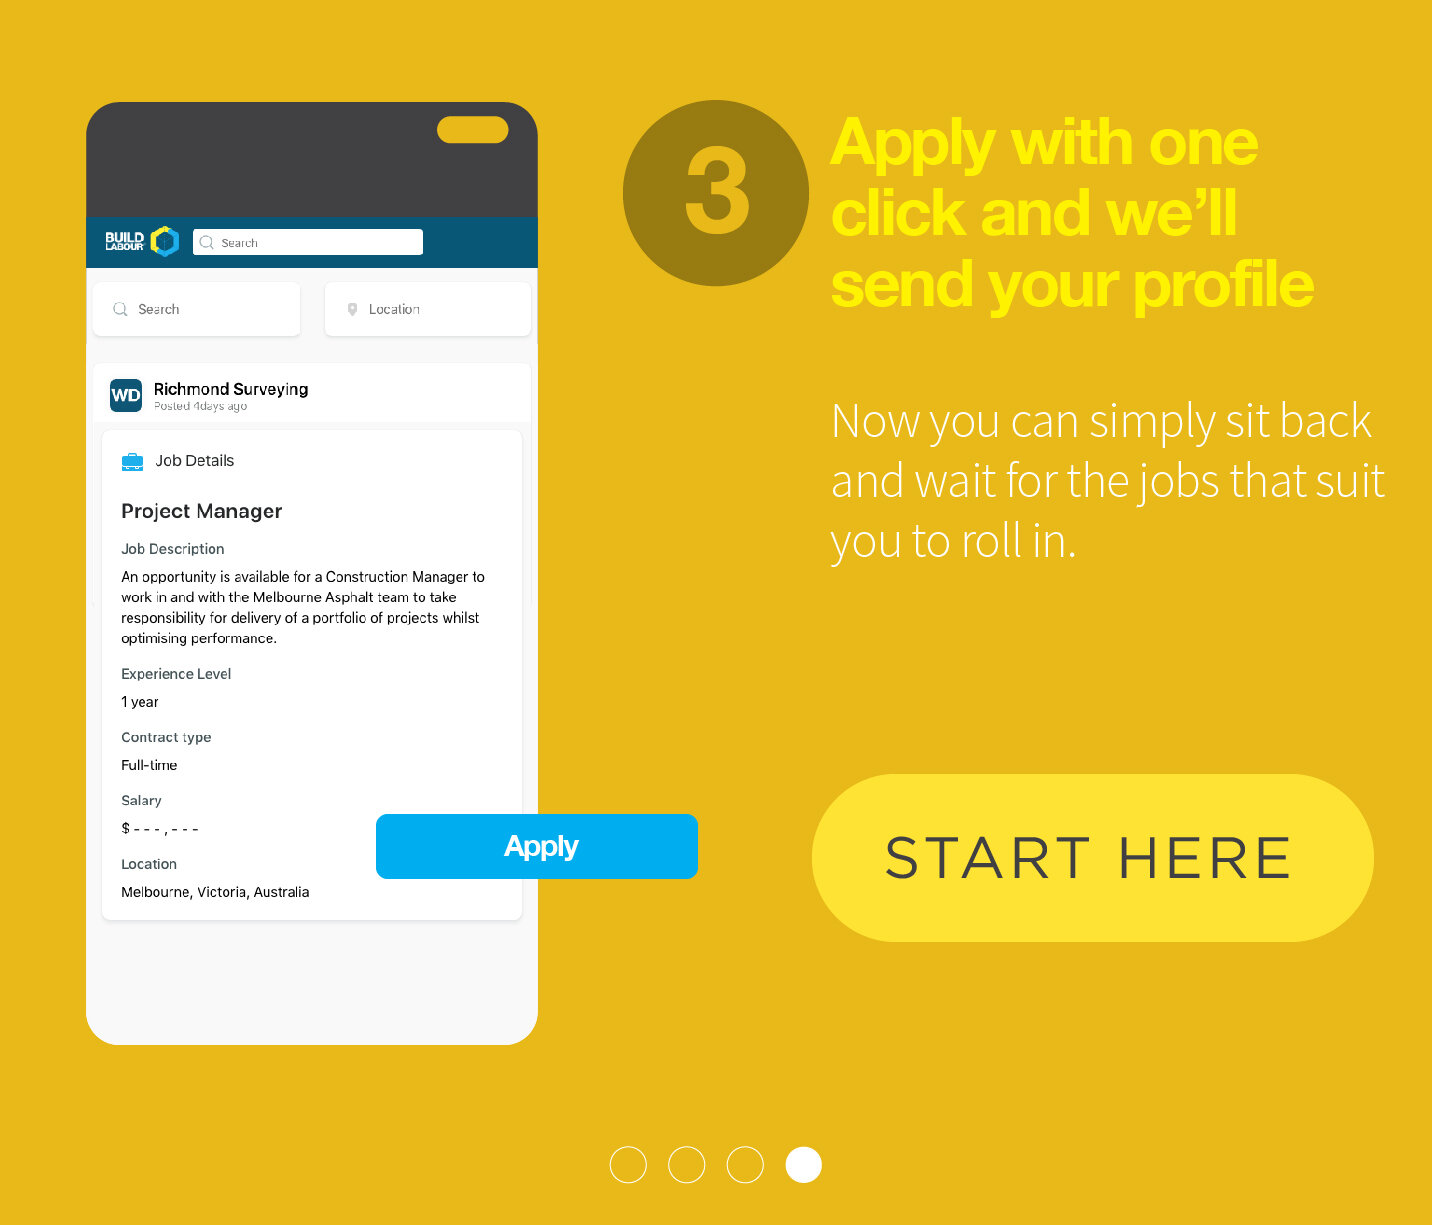 BUILD
LABOUR
Search
Search
Location
WD
Richmond Surveying
Posted 4days ago
Job Details
Project Manager
Job Description
An opportunity is available for a Construction Manager to
work in and with the Melbourne Asphalt team to take
responsibility for delivery of a portfolio of projects whilst
optimising performance.
Experience Level
1 year
Contract type
Full-time
Salary
$ - - - , - - -
Location
Melbourne, Victoria, Australia
Apply
3
Apply with one
click and we’ll
send your profile
Now you can simply sit back
and wait for the jobs that suit
you to roll in.
START HERE